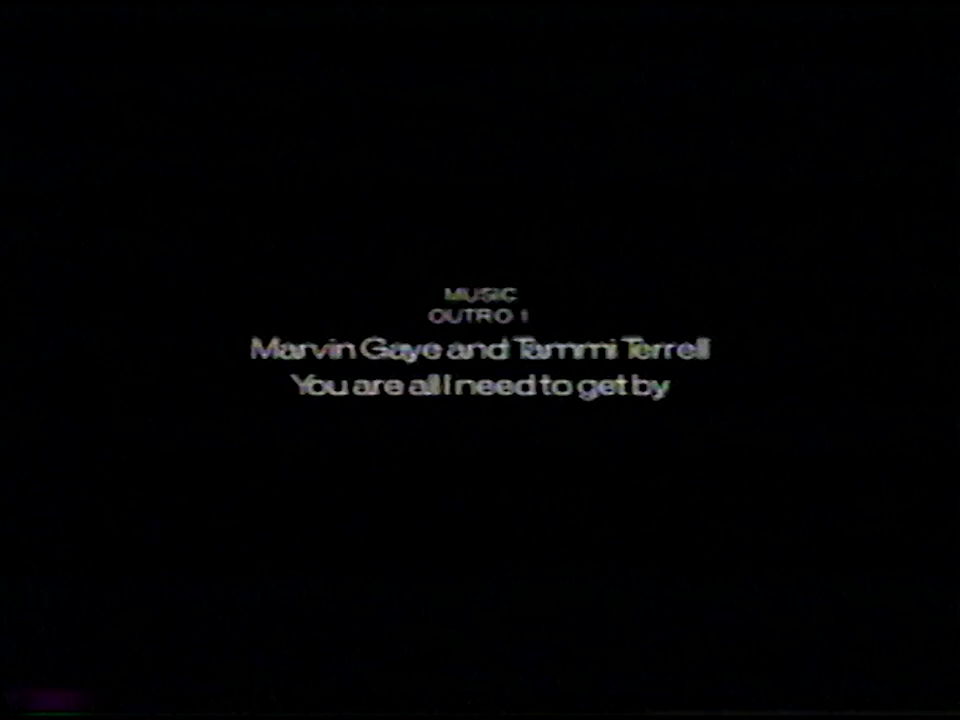 MUSIC
OUTRO 1
Marvin Gaye and Tammi Terrell
You are all I need to get by